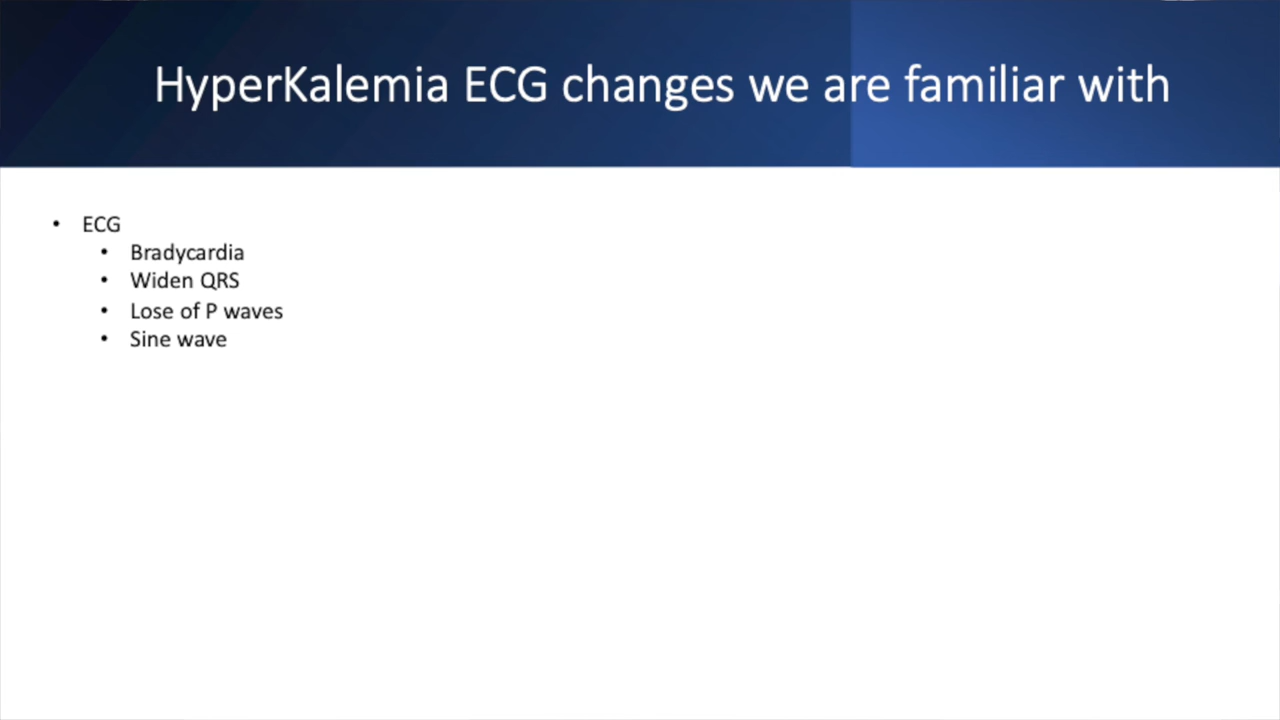 HyperKalemia ECG changes we are familiar with
• ECG
• Bradycardia
• Widen QRS
• Lose of P waves
• Sine wave